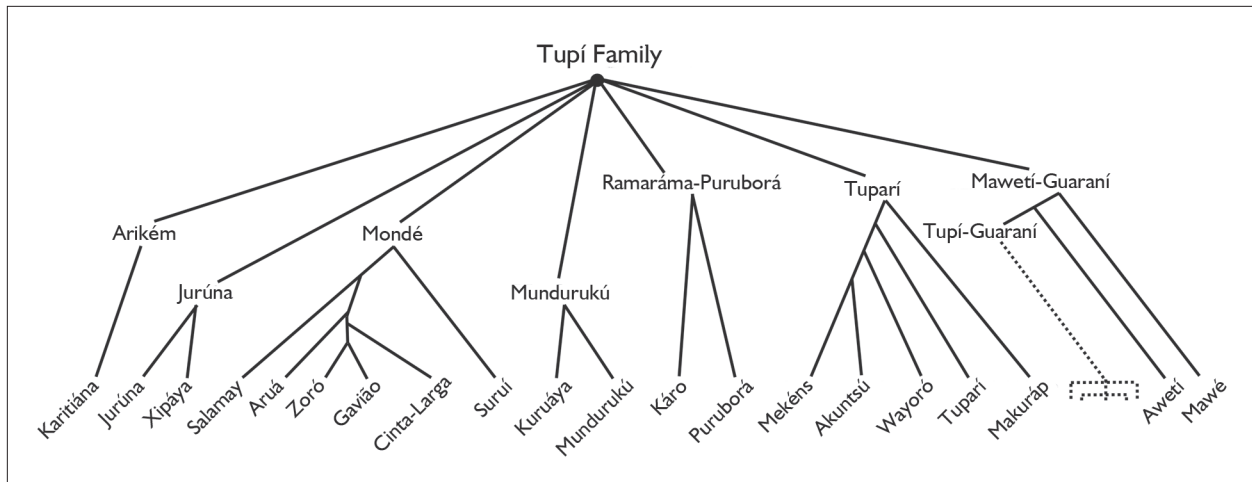 Tupí Family
Ramaráma-Puruborá
Tuparí
Mawetí-Guaraní
Arikém
Mondé
Tupí-Guaraní
Jurúna
Mundurukú
Karitiána
Jurúna
Xipáya
Salamay
Aruá
Zoró
Gavião
Cinta-Larga
Suruí
Kuruáya
Mundurukú
Káro
Puruborá
Mekéns
Akuntsú
Wayoró
Tuparí
Makuráp
Awetí
Mawé